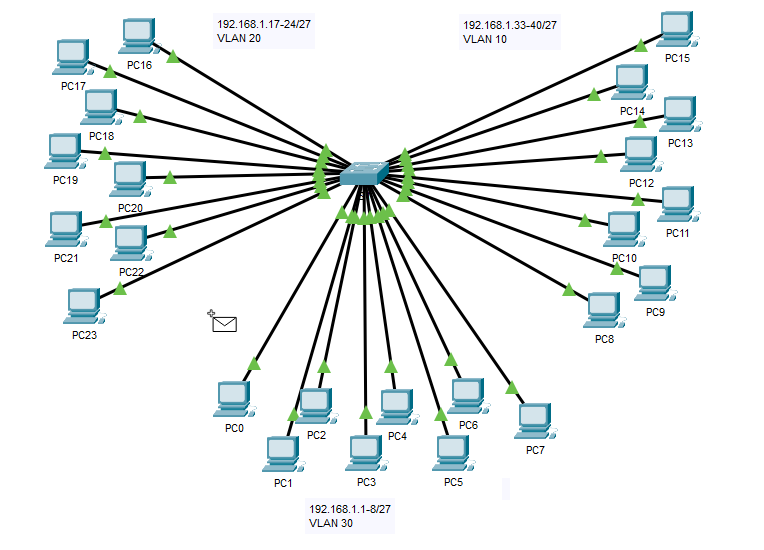 192.168.1.17-24/27
VLAN 20
192.168.1.33-40/27
VLAN 10
PC16
PC15
PC17
PC14
PC18
PC13
PC19
PC12
PC20
PC11
PC21
PC10
PC22
PC9
PC23
PC8
PC0
PC2
PC4
PC6
PC7
PC1
PC3
PC5
192.168.1.1-8/27
VLAN 30